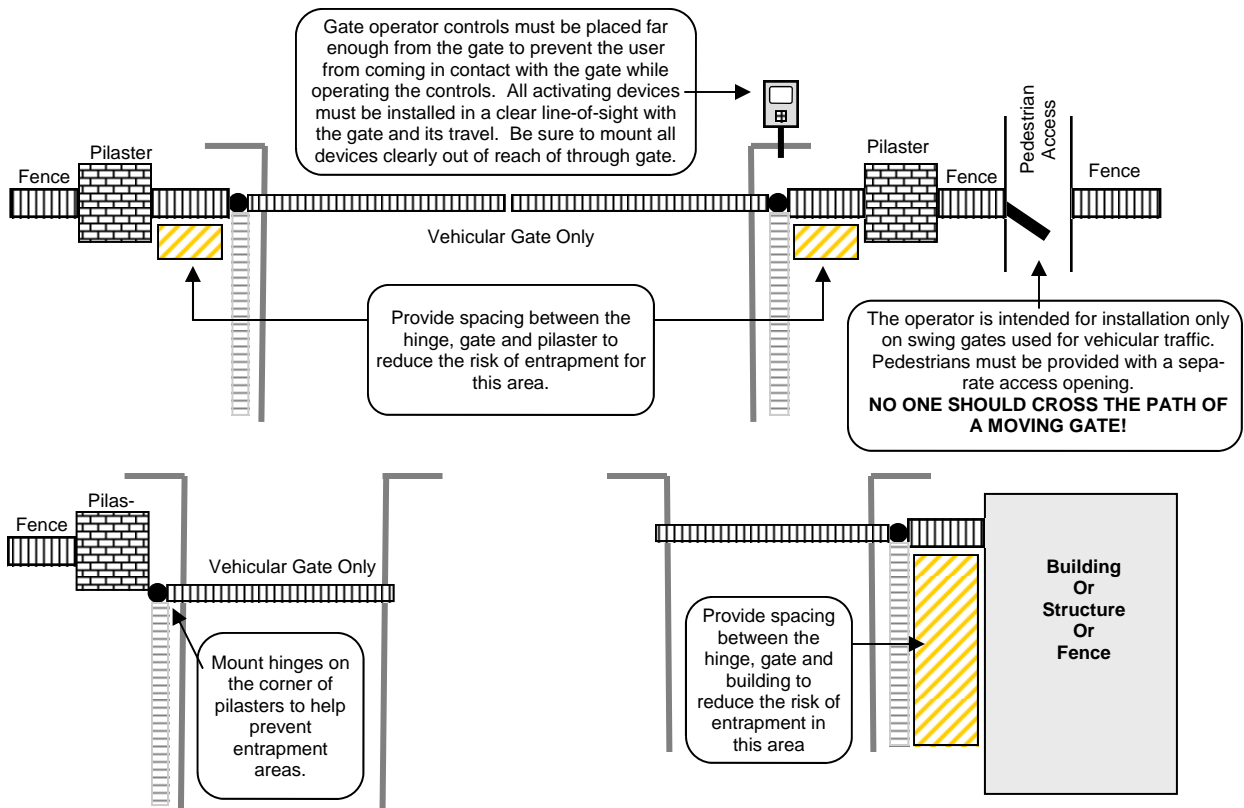 Gate operator controls must be placed far
enough from the gate to prevent the user
from coming in contact with the gate while
operating the controls. All activating devices
must be installed in a clear line-of-sight with
the gate and its travel. Be sure to mount all
devices clearly out of reach of through gate.
Pedestrian
Access
Pilaster
Fence
Pilaster
Fence
Fence
Vehicular Gate Only
Provide spacing between the
hinge, gate and pilaster to
reduce the risk of entrapment for
this area.
The operator is intended for installation only
on swing gates used for vehicular traffic.
Pedestrians must be provided with a sepa-
rate access opening.
NO ONE SHOULD CROSS THE PATH OF
A MOVING GATE!
Pilas-
Fence
Vehicular Gate Only
Mount hinges on
the corner of
pilasters to help
prevent
entrapment
areas.
Provide spacing
between the
hinge, gate and
building to
reduce the risk of
entrapment in
this area
Building
Or
Structure
Or
Fence